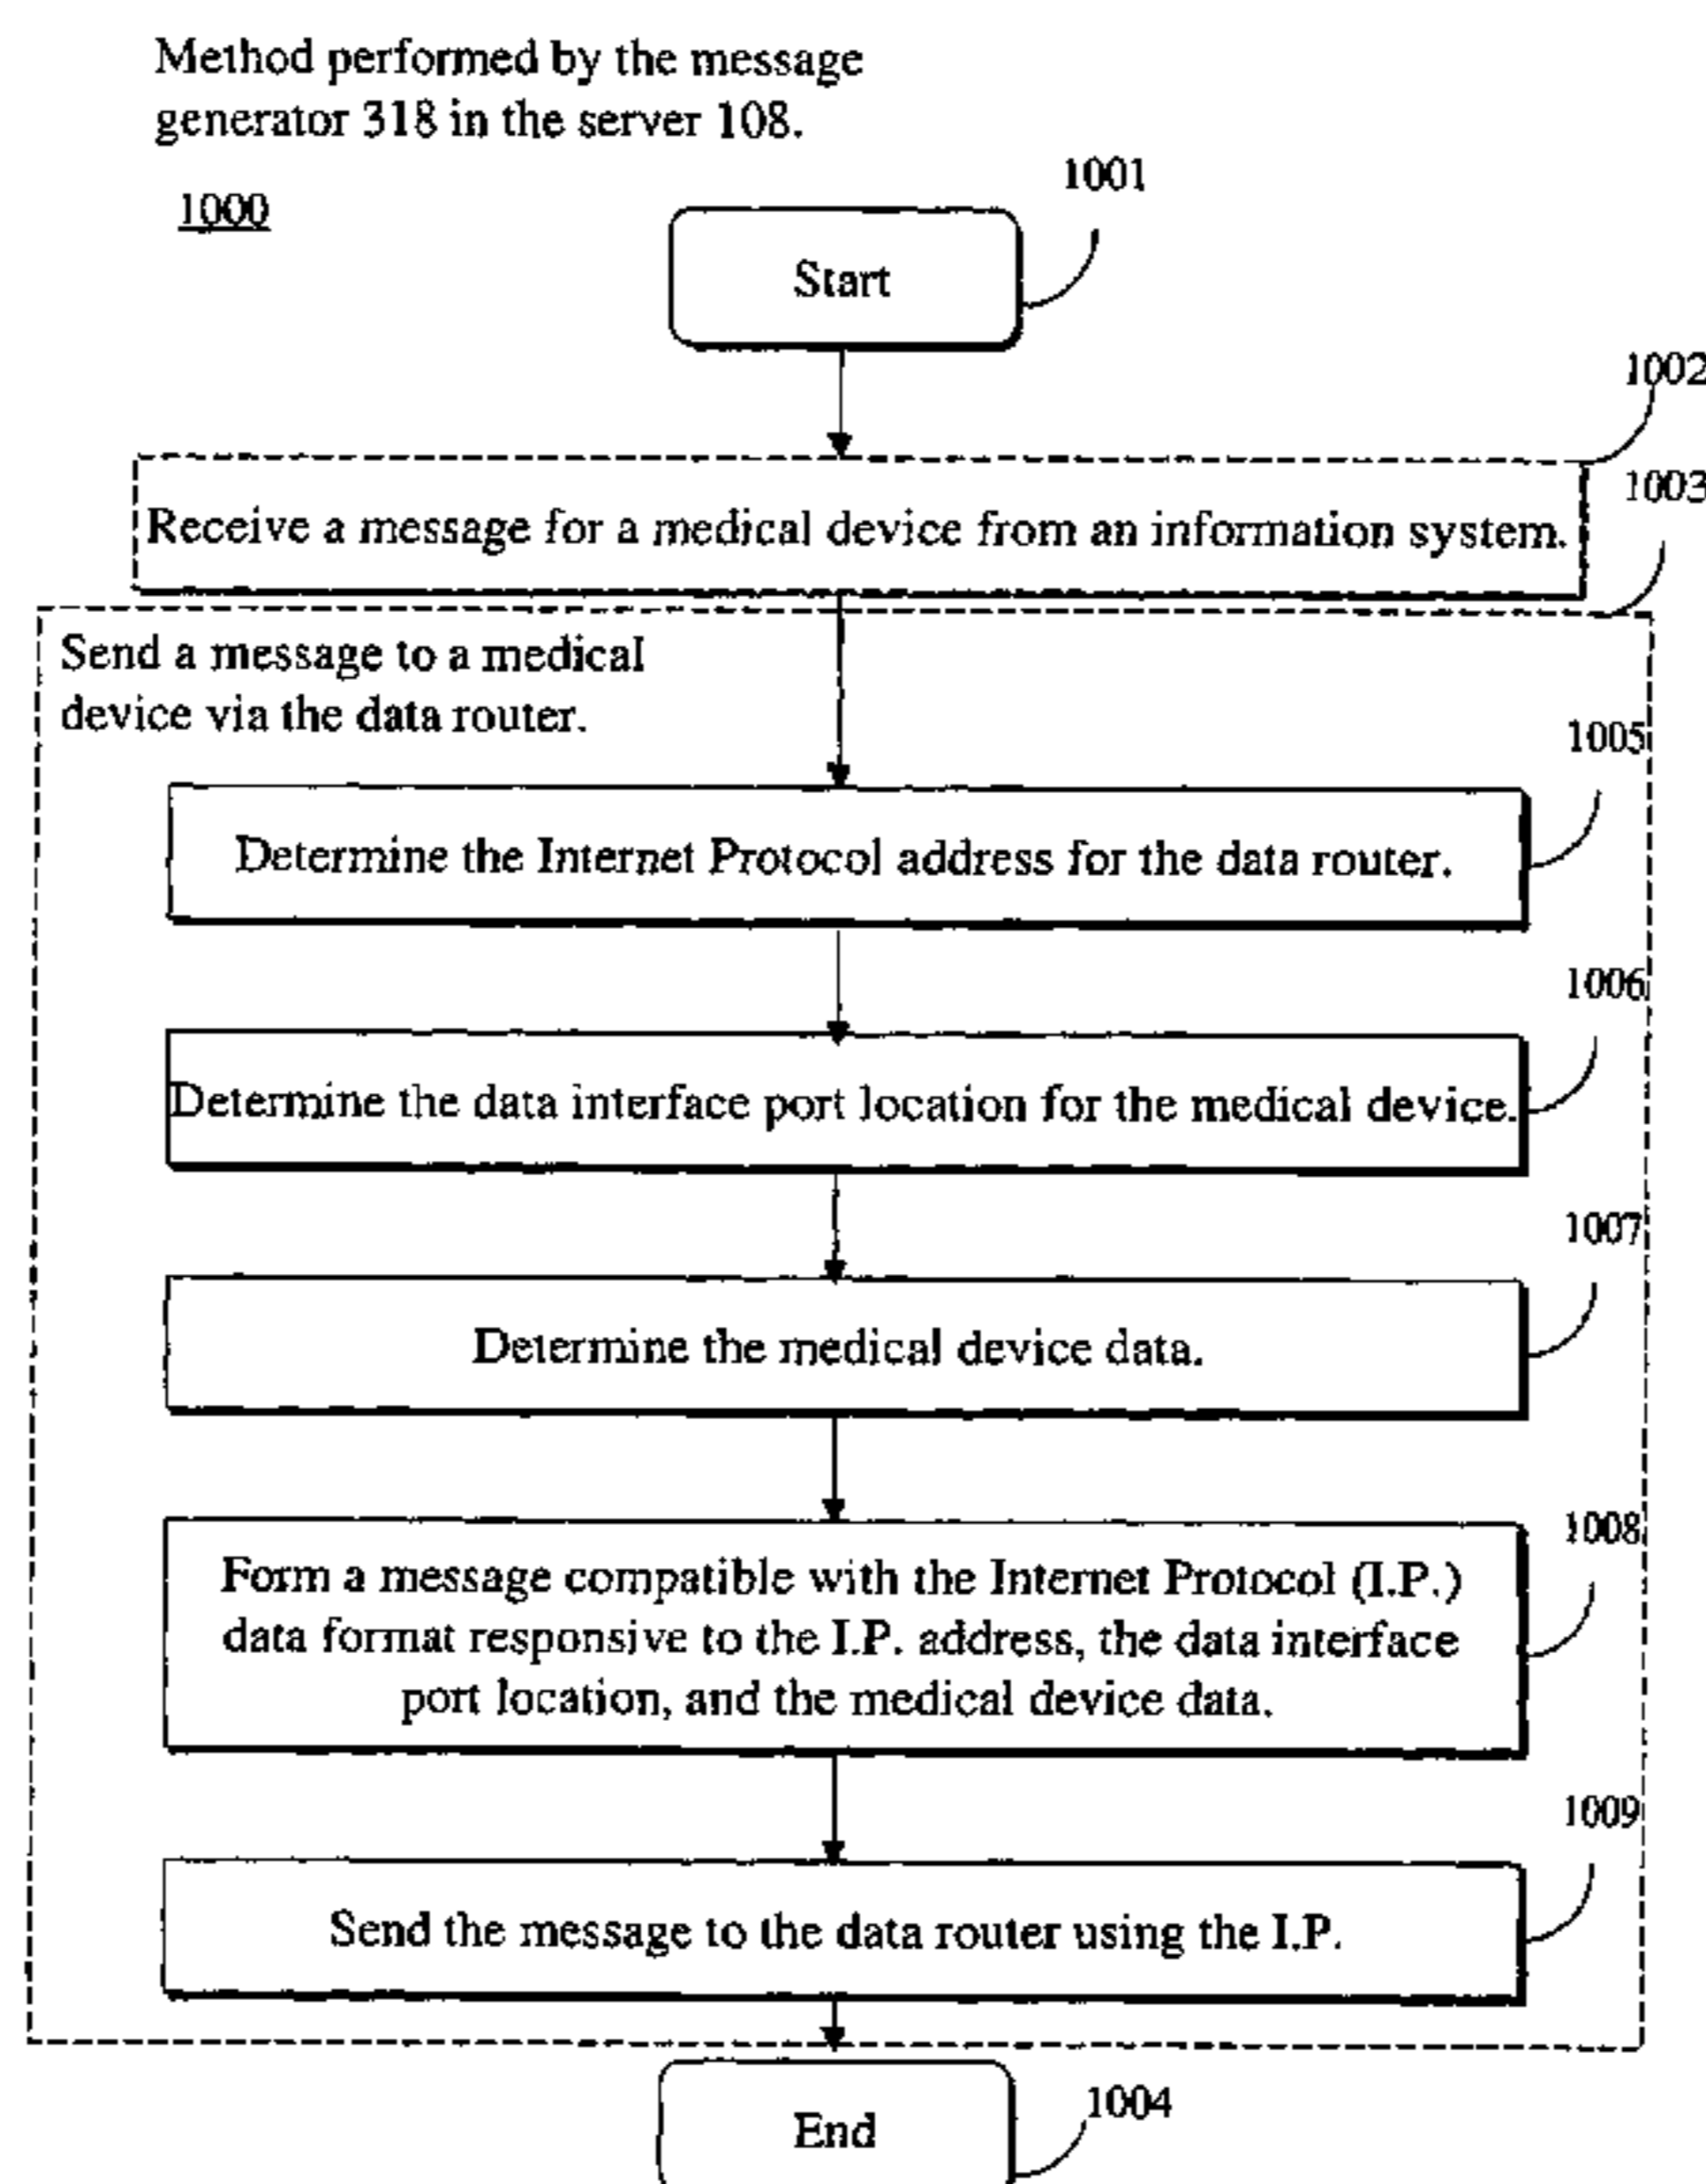 Method performed by the message
generator 318 in the server 108.
1000
1001
Start
1002
Receive a message for a medical device from an information system.
1003
Send a message to a medical
device via the data router.
1005
Determine the Internet Protocol address for the data router.
1006
Determine the data interface port location for the medical device.
1007
Determine the medical device data.
1008
Form a message compatible with the Internet Protocol (I.P.)
data format responsive to the I.P. address, the data interface
port location, and the medical device data.
1009
Send the message to the data router using the I.P.
End
1004